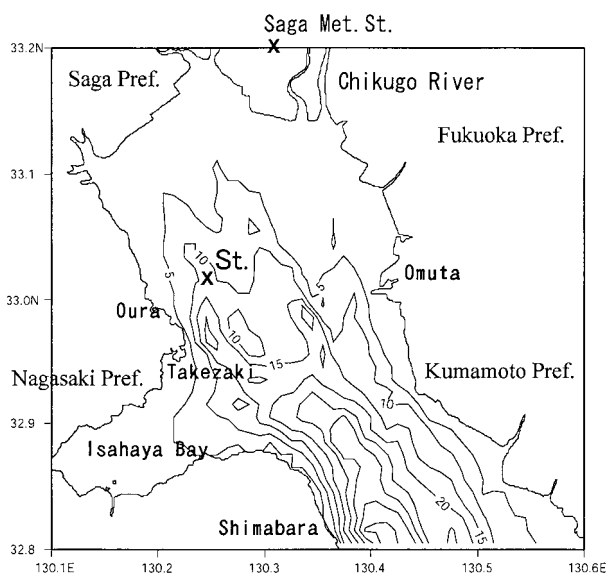 Saga Met. St.
X
33.2N
Saga Pref.
Chikugo River
Fukuoka Pref.
33.1
5
10
St.
X
5
Omuta
33.0N
Oura
10
15
Takezaki
Nagasaki Pref.
Kumamoto Pref.
10
32.9
Isahaya Bay
20
15
Shimabara
32.8
130.1E
130.2
130.3
130.4
130.5
130.6E